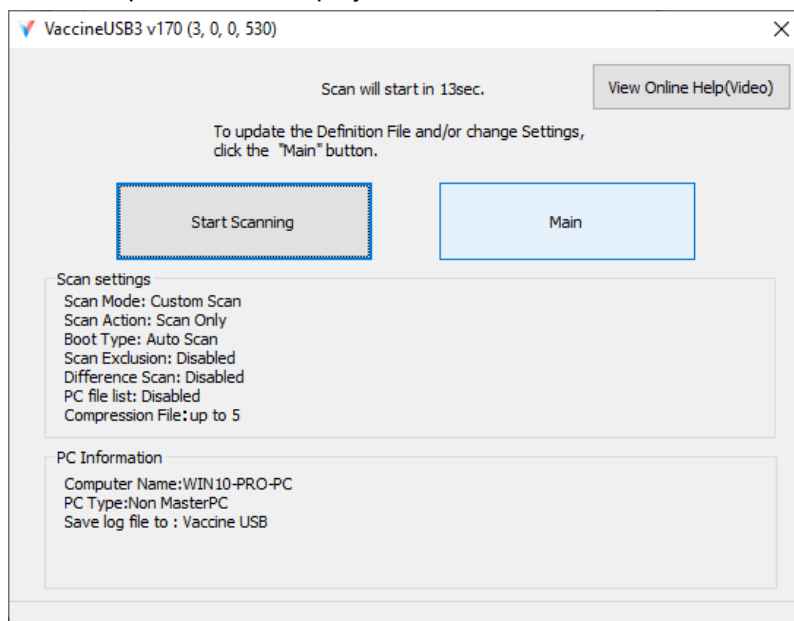 VaccineUSB3 v170 (3, 0, 0, 530)
Scan will start in 13sec.
View Online Help(Video)
To update the Definition File and/or change Settings,
click the "Main" button.
Start Scanning
Main
Scan settings
Scan Mode: Custom Scan
Scan Action: Scan Only
Boot Type: Auto Scan
Scan Exclusion: Disabled
Difference Scan: Disabled
PC file list: Disabled
Compression File:up to 5
PC Information
Computer Name:WIN10-PRO-PC
PC Type:Non MasterPC
Save log file to : Vaccine USB